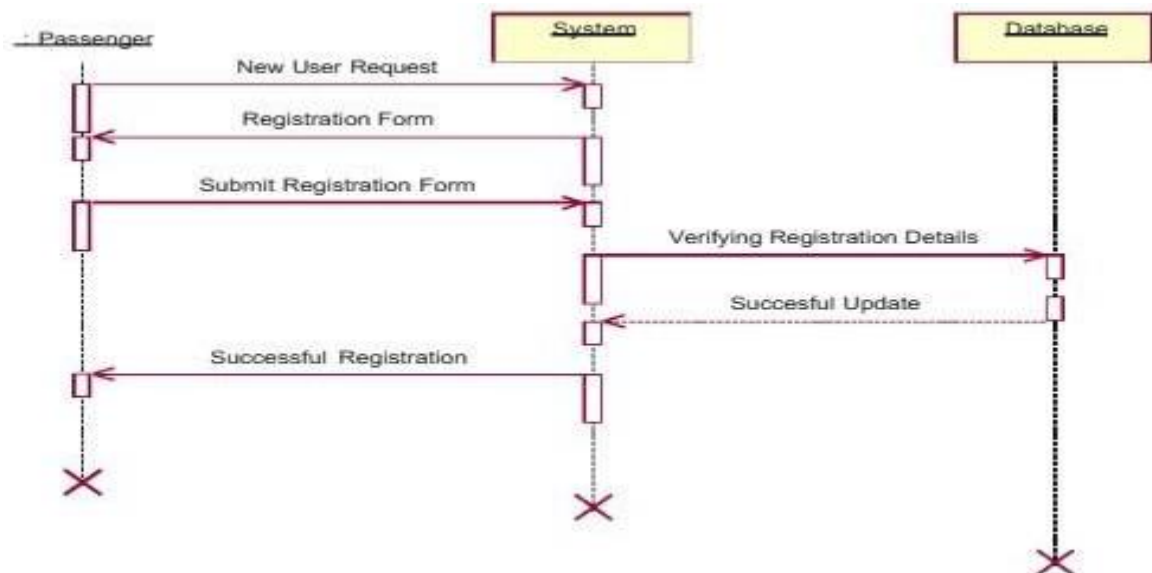 : Passenger
System
Database
New User Request
Registration Form
Submit Registration Form
Verifying Registration Details
Succesful Update
Successful Registration